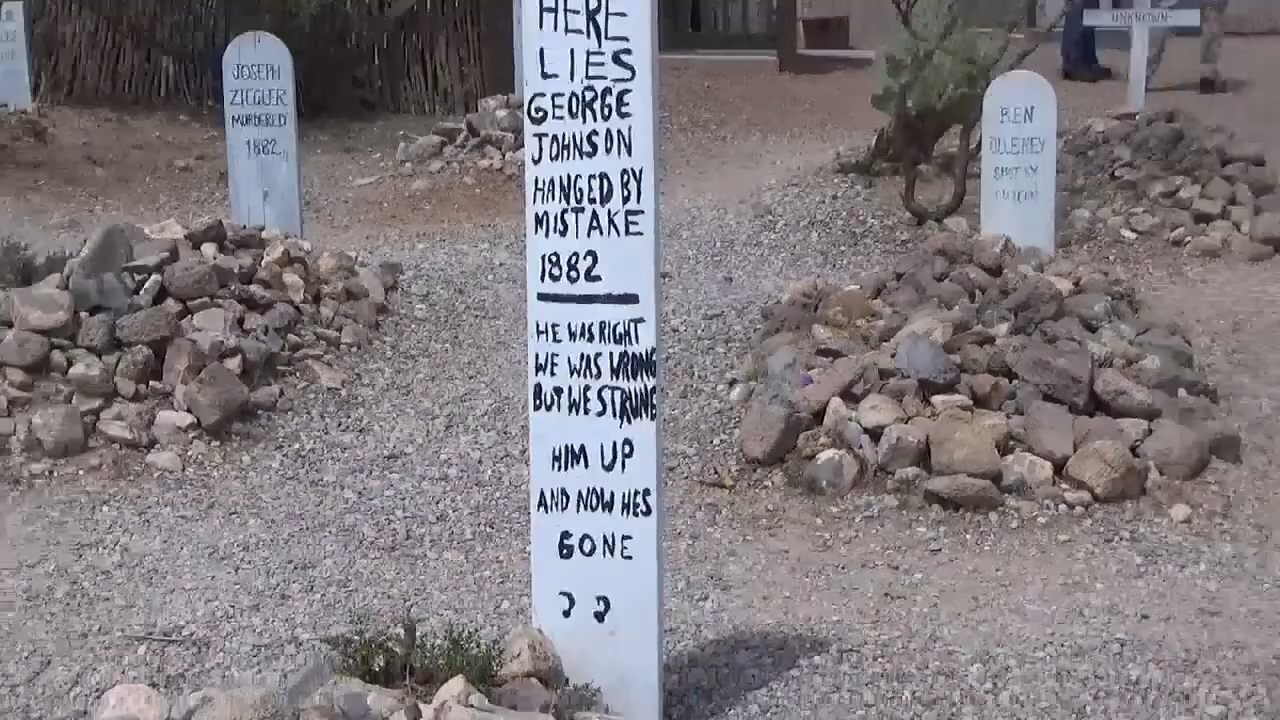 HERE
LIES
GEORGE
JOHNSON
HANGED BY
MISTAKE
1882
HE WAS RIGHT
WE WAS WRONG
BUT WE STRUNG
HIM UP
AND NOW HES
GONE
JOSEPH
ZIEGLER
MURDERED
1882
UNKNOWN
BEN